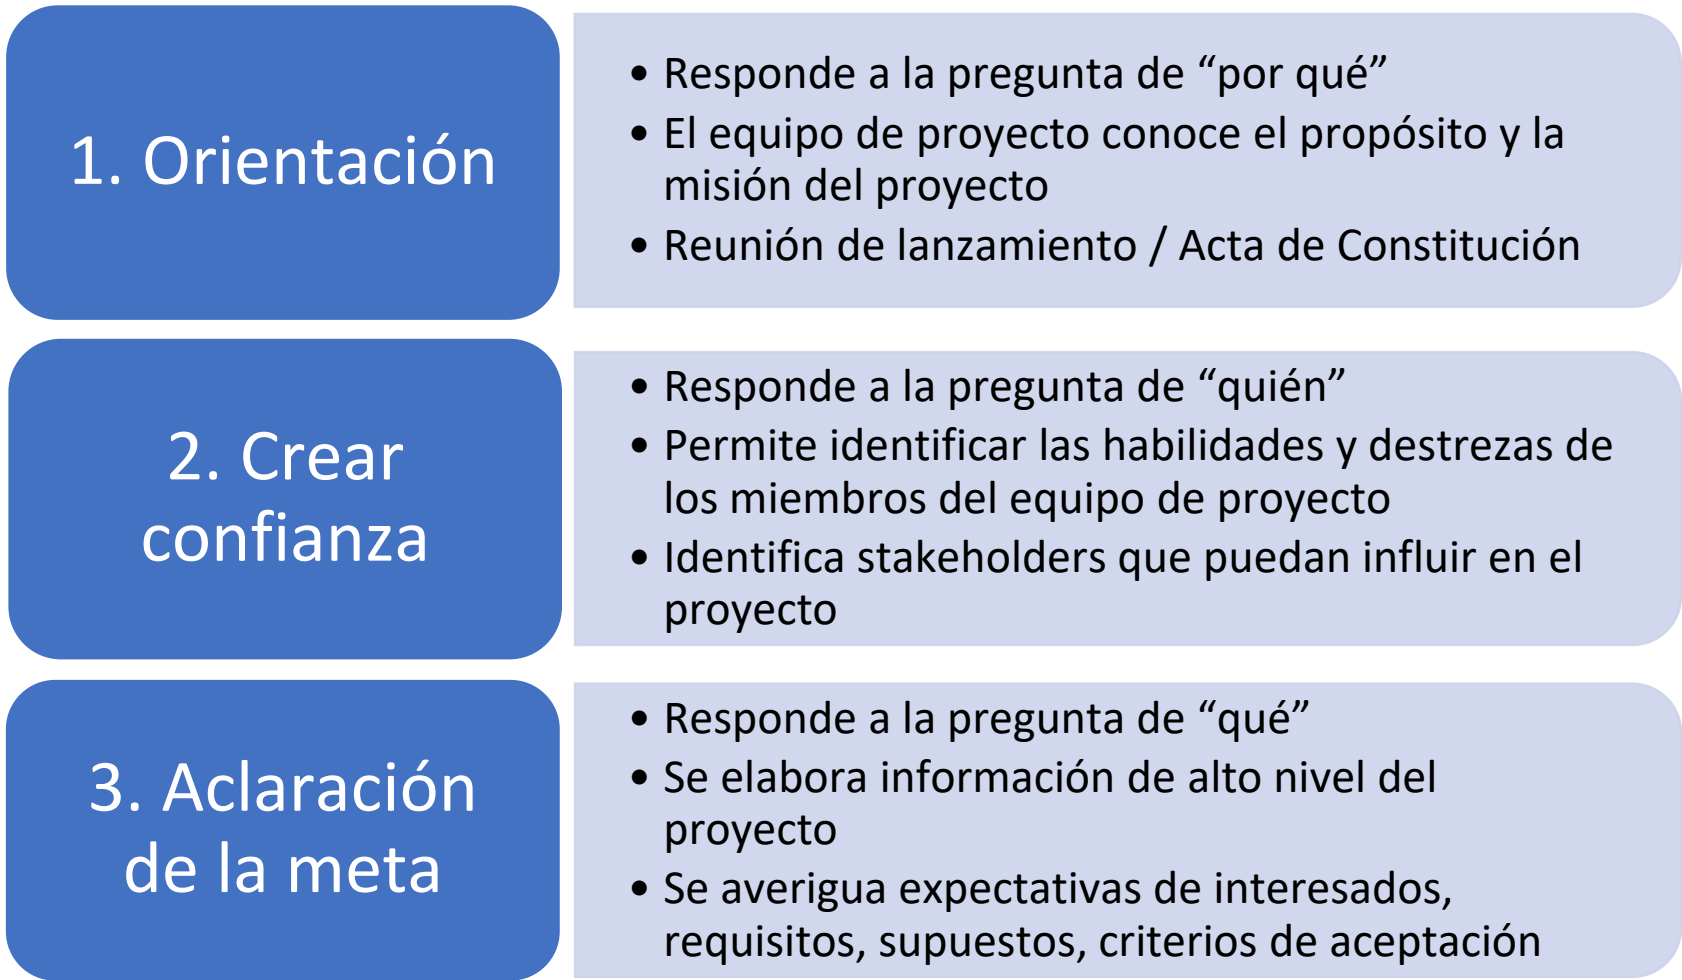 1. Orientación
• Responde a la pregunta de “por qué”
• El equipo de proyecto conoce el propósito y la
misión del proyecto
• Reunión de lanzamiento / Acta de Constitución
2. Crear
confianza
• Responde a la pregunta de “quién”
• Permite identificar las habilidades y destrezas de
los miembros del equipo de proyecto
• Identifica stakeholders que puedan influir en el
proyecto
3. Aclaración
de la meta
• Responde a la pregunta de “qué”
• Se elabora información de alto nivel del
proyecto
• Se averigua expectativas de interesados,
requisitos, supuestos, criterios de aceptación